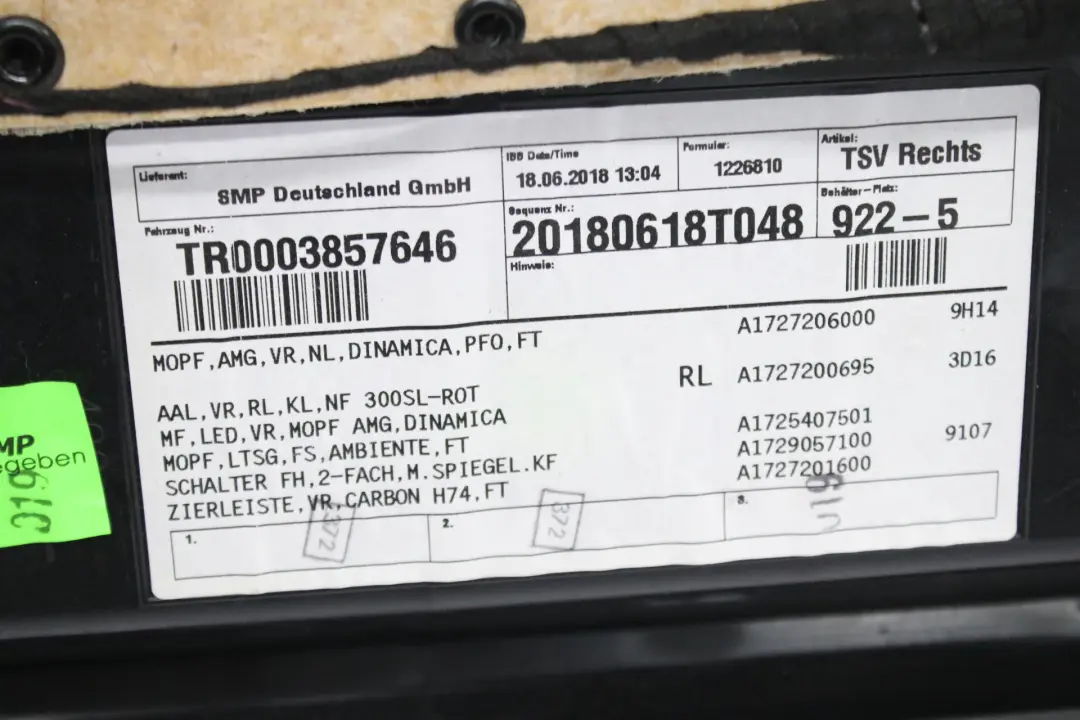 Lieferant:
SMP Deutschland GmbH
IBB Date/Time
18.06.2018 13:04
Formular:
1226810
Artikel:
TSV Rechts
Fahrzeug Nr.:
TR0003857646
Sequenz Nr.:
20180618T048
Behälter-Platz:
922-5
Hinweis:
MOPF,AMG,VR,NL,DINAMICA,PFO,FT A1727206000 9H14
AAL,VR,RL,KL,NF 300SL-ROT RL A1727200695 3D16
MF,LED,VR,MOPF AMG,DINAMICA
MOPF,LTSG,FS,AMBIENTE,FT A1725407501
SCHALTER FH,2-FACH,M.SPIEGEL.KF A1729057100 9107
ZIERLEISTE,VR,CARBON H74,FT A1727201600
1.
2.
3.
372
372
MP
egeben
019